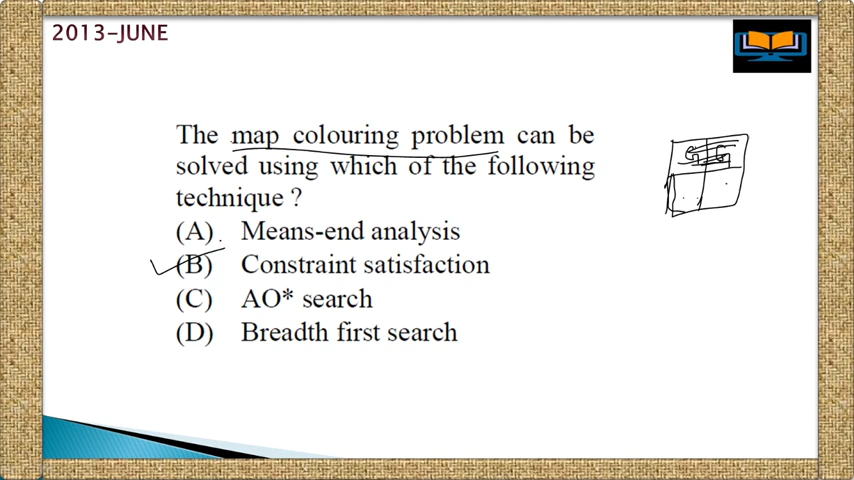 2013-JUNE
The map colouring problem can be
solved using which of the following
technique ?
(A) Means-end analysis
(B) Constraint satisfaction
(C) AO* search
(D) Breadth first search